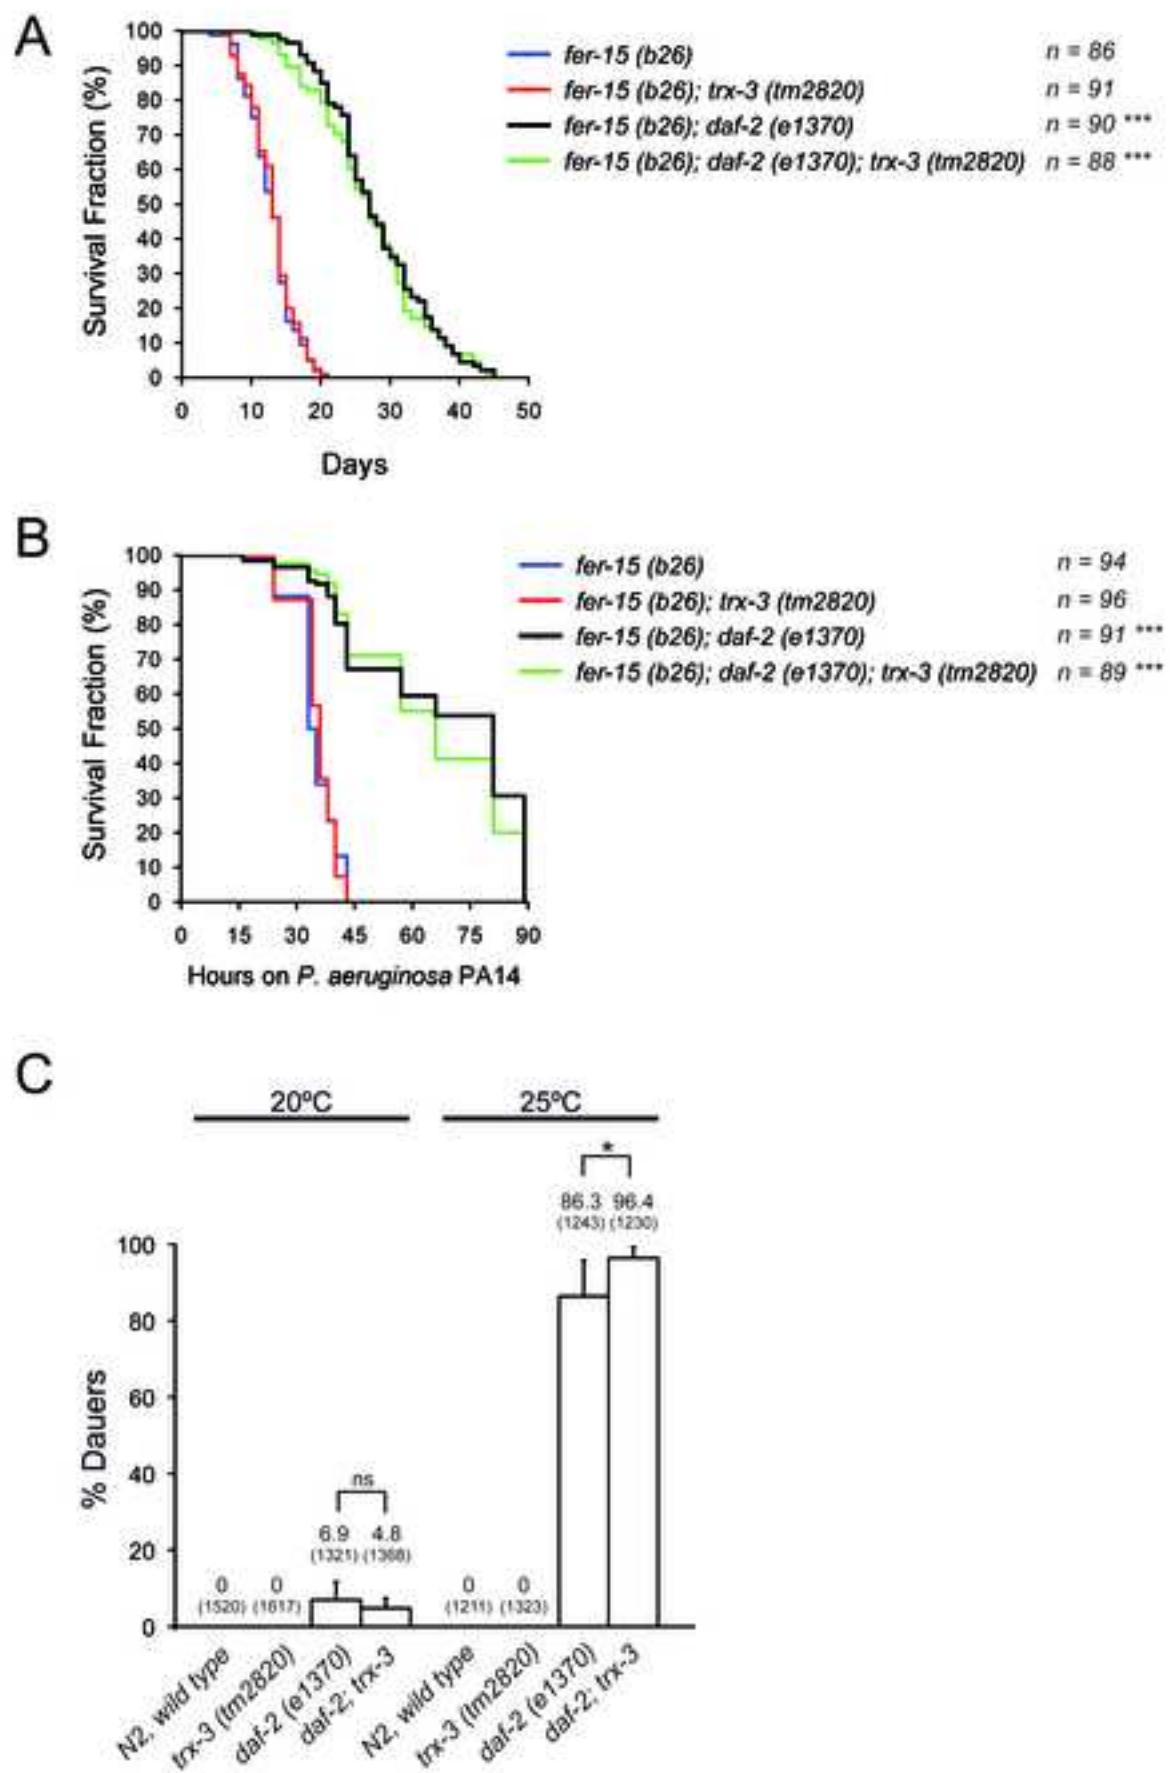 A
100
90
80
70
60
50
40
30
20
10
0
Survival Fraction (%)
0 10 20 30 40 50
Days
fer-15 (b26) n = 86
fer-15 (b26); trx-3 (tm2820) n = 91
fer-15 (b26); daf-2 (e1370) n = 90 ***
fer-15 (b26); daf-2 (e1370); trx-3 (tm2820) n = 88 ***
B
100
90
80
70
60
50
40
30
20
10
0
Survival Fraction (%)
0 15 30 45 60 75 90
Hours on P. aeruginosa PA14
fer-15 (b26) n = 94
fer-15 (b26); trx-3 (tm2820) n = 96
fer-15 (b26); daf-2 (e1370) n = 91 ***
fer-15 (b26); daf-2 (e1370); trx-3 (tm2820) n = 89 ***
C
20ºC 25ºC
*
86.3 96.4
(1243) (1230)
100
80
60
40
20
0
% Dauers
ns
6.9 4.8
(1321) (1368)
0 0 0 0
(1520) (1617) (1211) (1323)
N2, wild type
trx-3 (tm2820)
daf-2 (e1370)
daf-2; trx-3
N2, wild type
trx-3 (tm2820)
daf-2 (e1370)
daf-2; trx-3